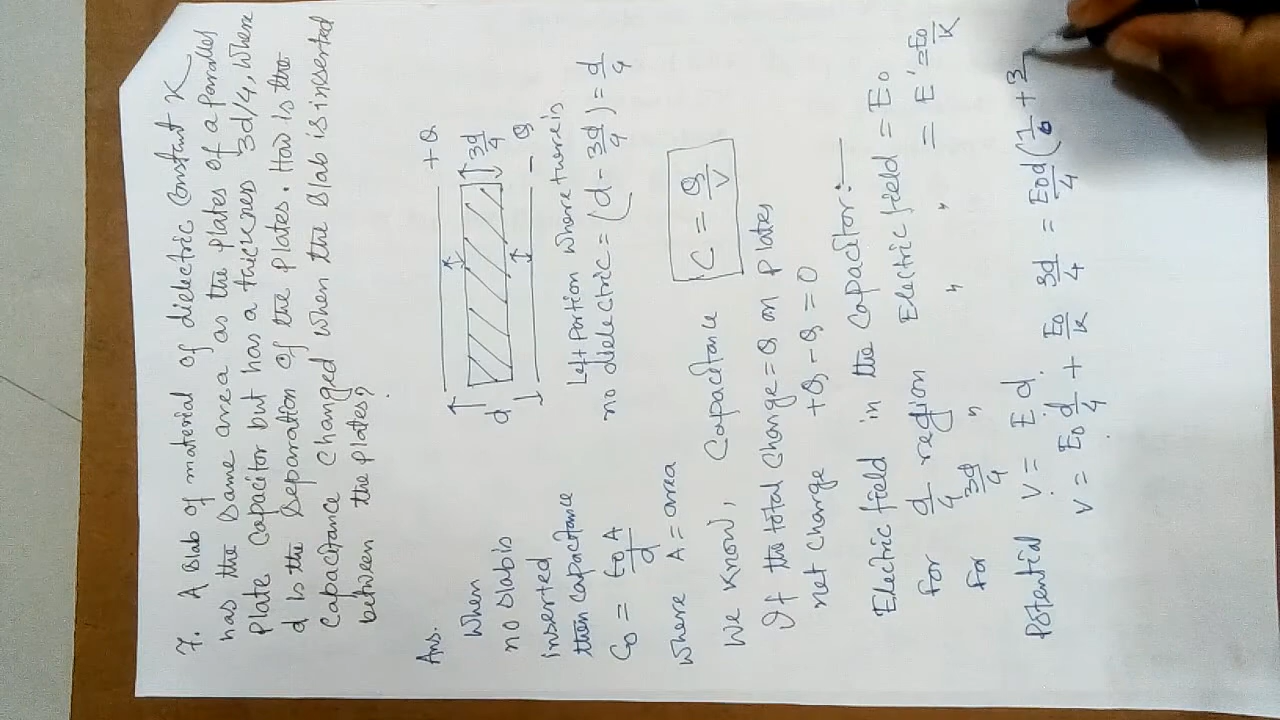 7. A slab of material of dielectric constant K
has the same area as the plates of a parallel
plate capacitor but has a thickness 3d/4, where
d is the separation of the plates. How is the
capacitance changed when the slab is inserted
between the plates?
Ans.
When
no slab is
inserted
then capacitance
C0 = ε0A/d
where A = area
+Q
d
3d/4
- Q
Left portion where there is
no dielectric = (d - 3d/4) = d/4
We know, Capacitance C = Q/V
If the total charge = Q on plates
net charge +Q - Q = 0
Electric field in the capacitor:-
For d/4 region Electric field = E0
For 3d/4 " " " = E' = E0/K
Potential V = E d.
V = E0 d/4 + E0/K 3d/4 = E0d/4 (1/6 + 3